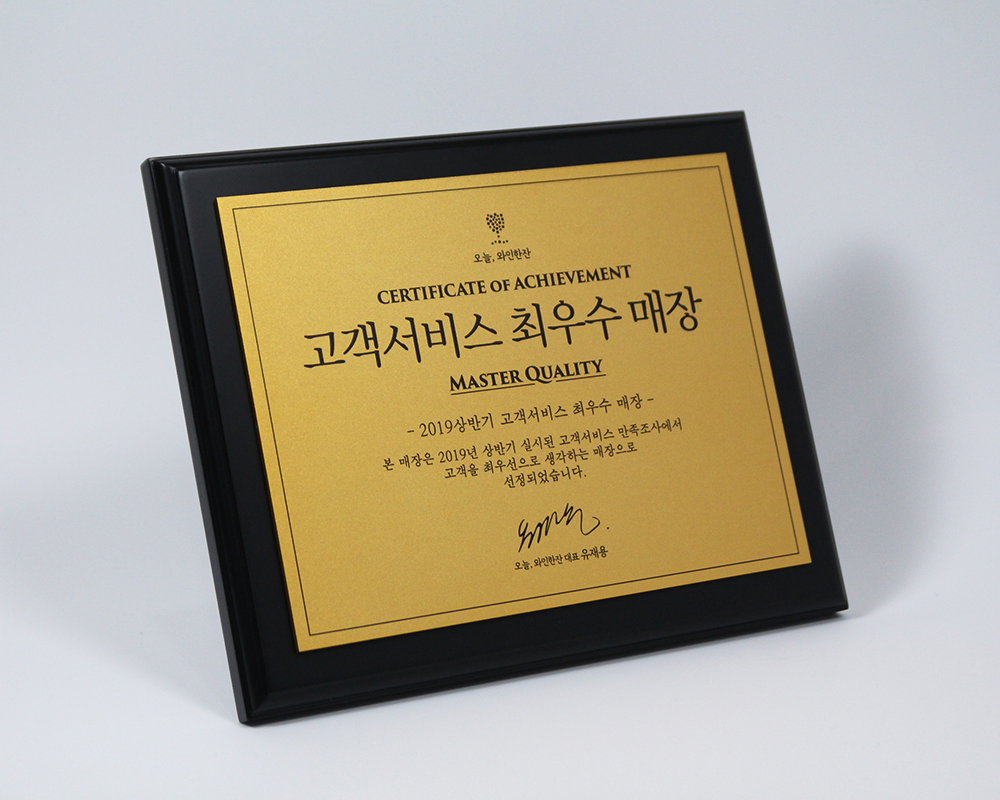 오늘, 와인한잔
CERTIFICATE OF ACHIEVEMENT
고객서비스 최우수 매장
MASTER QUALITY
- 2019상반기 고객서비스 최우수 매장 -
본 매장은 2019년 상반기 실시된 고객서비스 만족조사에서
고객을 최우선으로 생각하는 매장으로
선정되었습니다.
오늘, 와인한잔 대표 유재용